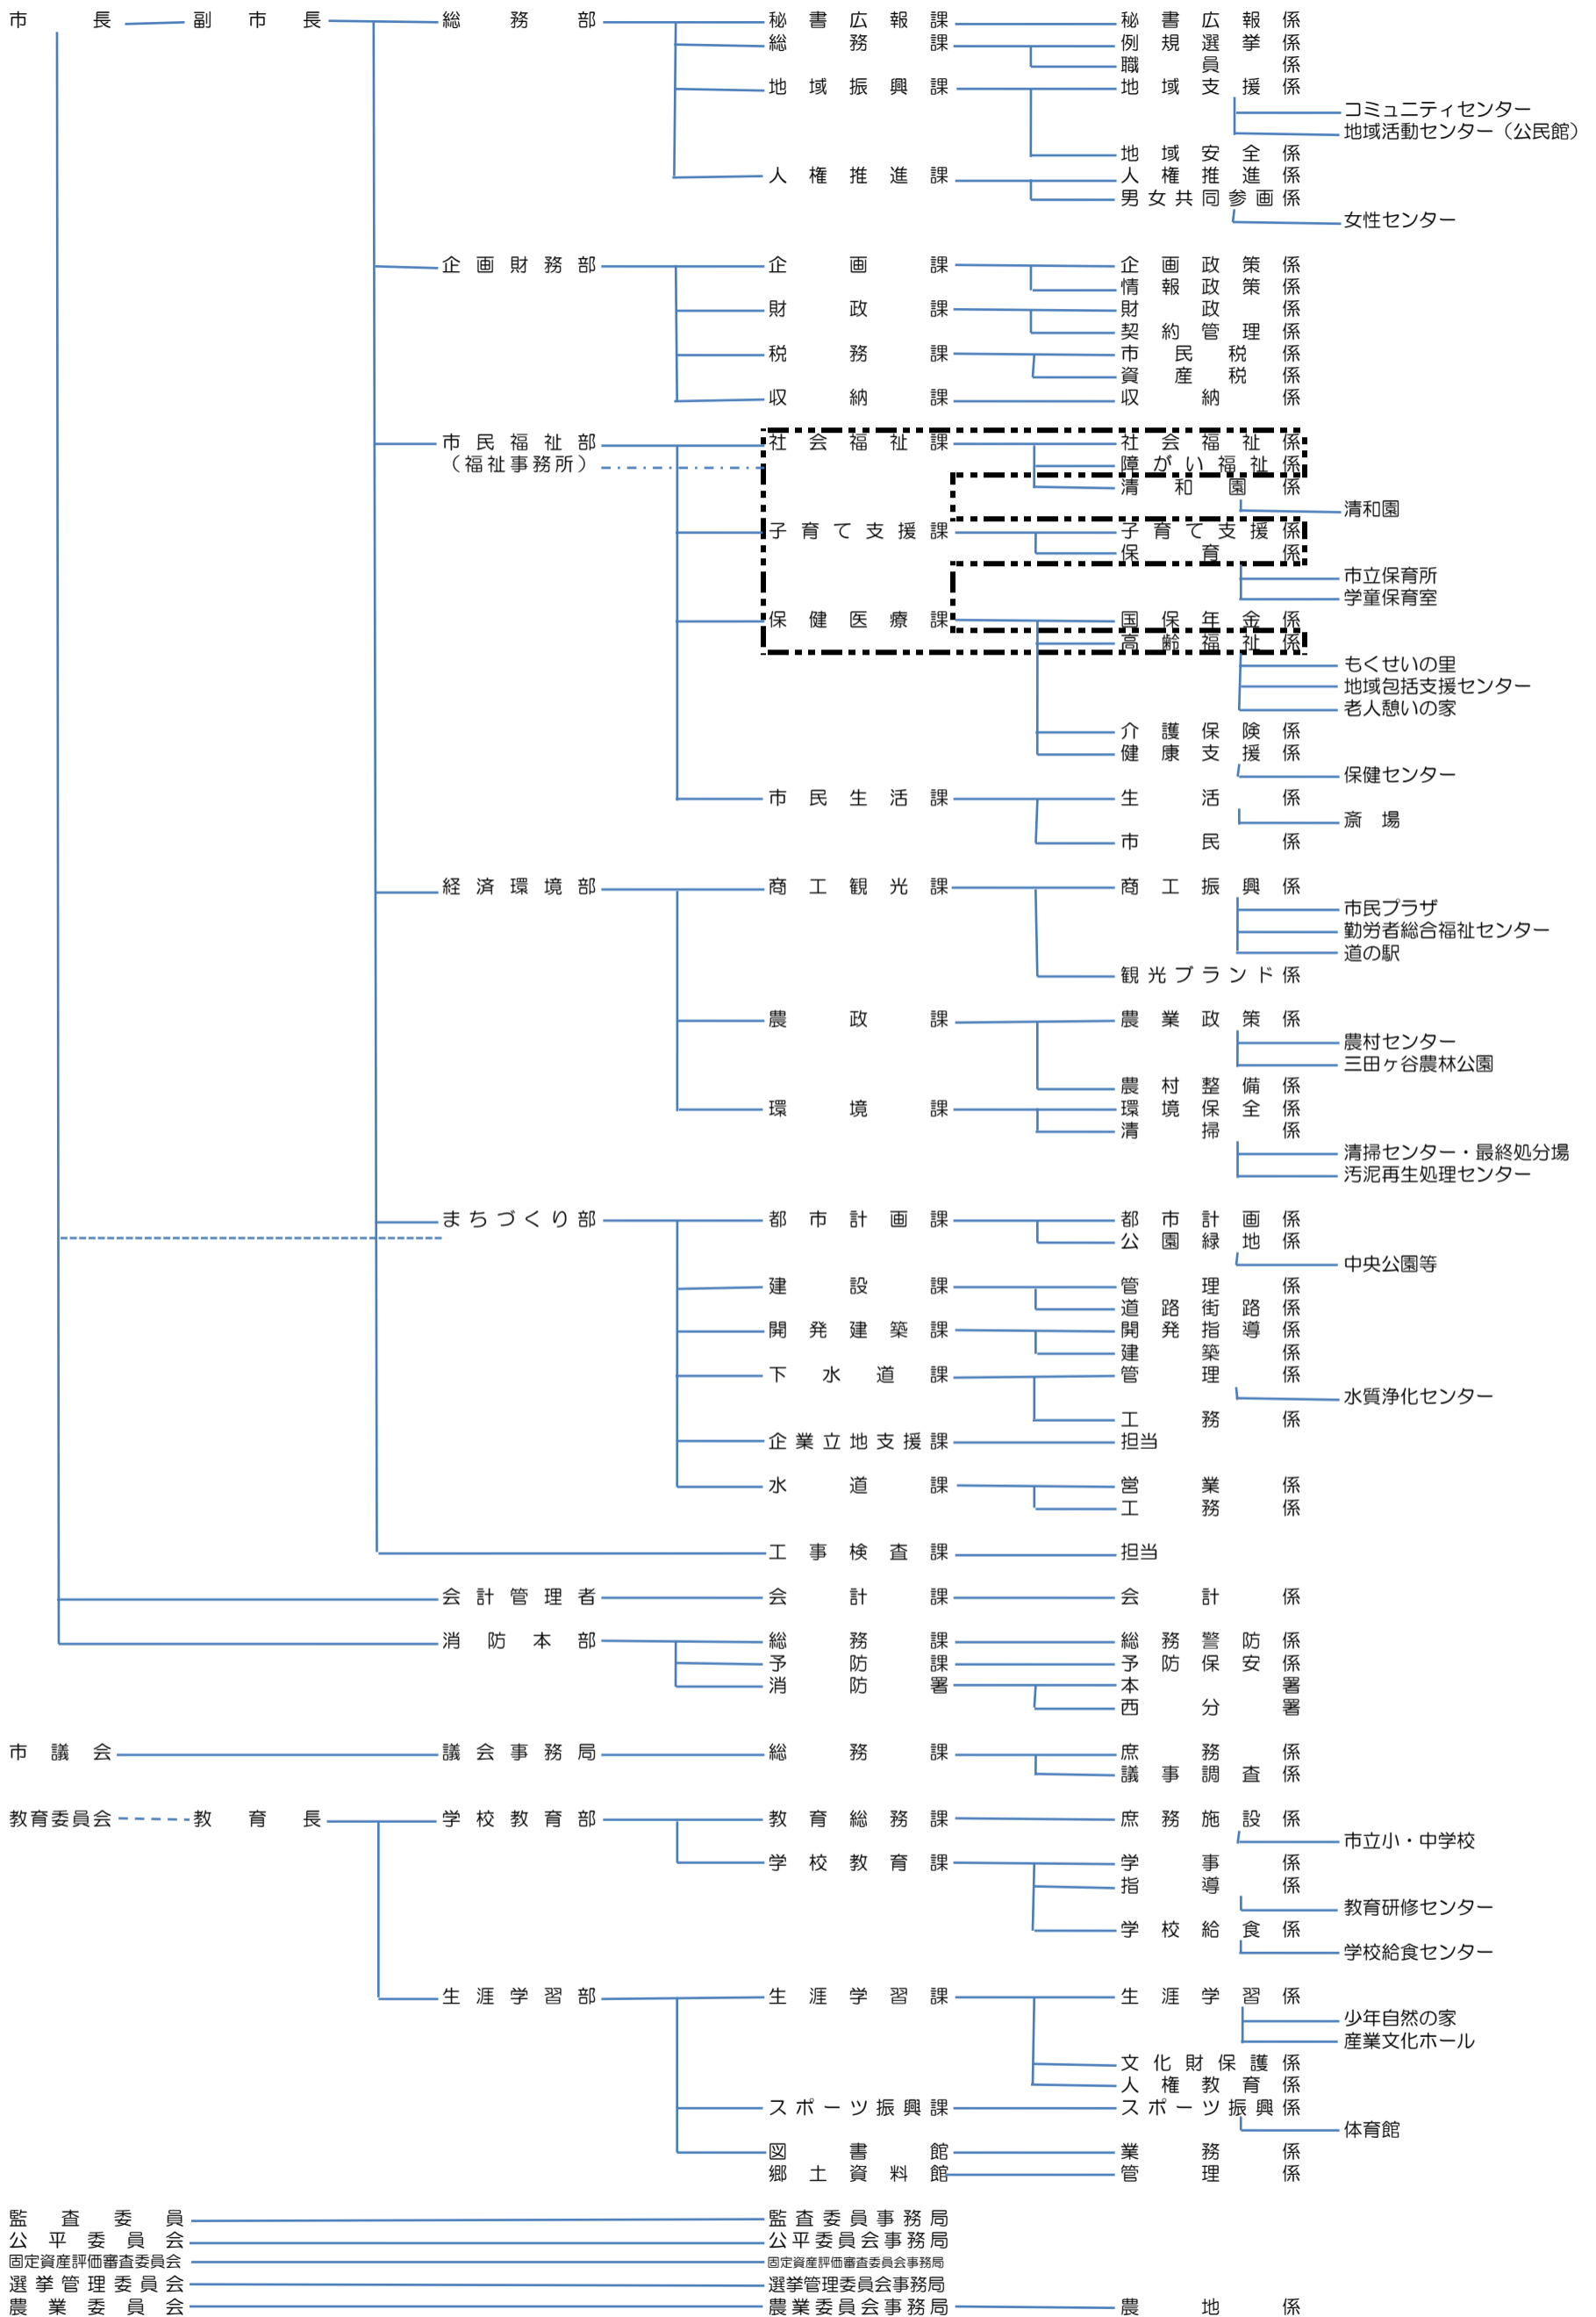 市長 副市長 総務部 秘書広報課 秘書広報係
総務課 例規選挙係
職員係
地域振興課 地域支援係
コミュニティセンター
地域活動センター（公民館）
地域安全係
人権推進課 人権推進係
男女共同参画係
女性センター
企画財務部 企画課 企画政策係
情報政策係
財政課 財政係
契約管理係
税務課 市民税係
資産税係
収納課 収納係
市民福祉部 社会福祉課 社会福祉係
（福祉事務所） 障がい福祉係
清和園係
清和園
子育て支援課 子育て支援係
保育係
市立保育所
学童保育室
保健医療課 国保年金係
高齢福祉係
もくせいの里
地域包括支援センター
老人憩いの家
介護保険係
健康支援係
保健センター
市民生活課 生活係
斎場
市民係
経済環境部 商工観光課 商工振興係
市民プラザ
勤労者総合福祉センター
道の駅
観光ブランド係
農政課 農業政策係
農村センター
三田ヶ谷農林公園
農村整備係
環境課 環境保全係
清掃係
清掃センター・最終処分場
汚泥再生処理センター
まちづくり部 都市計画課 都市計画係
公園緑地係
中央公園等
建設課 管理係
道路街路係
開発建築課 開発指導係
建築係
下水道課 管理係
水質浄化センター
工務係
企業立地支援課 担当
水道課 営業係
工務係
工事検査課 担当
会計管理者 会計課 会計係
消防本部 総務課 総務警防係
予防課 予防保安係
消防署 本署
西分署
市議会 議会事務局 総務課 庶務係
議事調査係
教育委員会 教育長 学校教育部 教育総務課 庶務施設係
市立小・中学校
学校教育課 学事係
指導係
教育研修センター
学校給食係
学校給食センター
生涯学習部 生涯学習課 生涯学習係
少年自然の家
産業文化ホール
文化財保護係
人権教育係
スポーツ振興課 スポーツ振興係
体育館
図書館 業務係
郷土資料館 管理係
監査委員 監査委員事務局
公平委員会 公平委員会事務局
固定資産評価審査委員会 固定資産評価審査委員会事務局
選挙管理委員会 選挙管理委員会事務局
農業委員会 農業委員会事務局 農地係